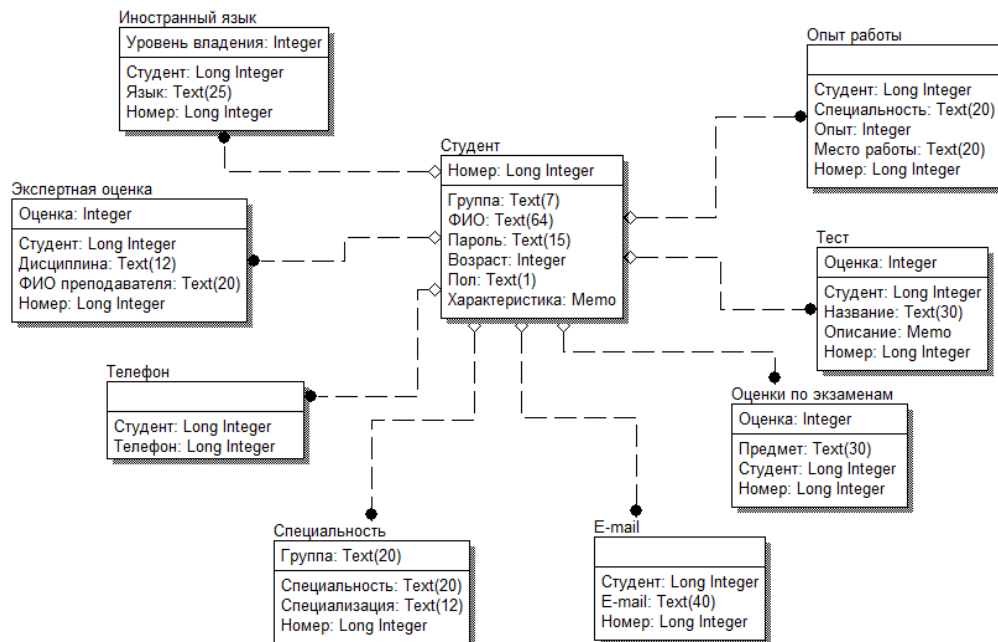 Иностранный язык
Уровень владения: Integer
Студент: Long Integer
Язык: Text(25)
Номер: Long Integer
Опыт работы
Студент: Long Integer
Специальность: Text(20)
Опыт: Integer
Место работы: Text(20)
Номер: Long Integer
Студент
Номер: Long Integer
Группа: Text(7)
ФИО: Text(64)
Пароль: Text(15)
Возраст: Integer
Пол: Text(1)
Характеристика: Memo
Экспертная оценка
Оценка: Integer
Студент: Long Integer
Дисциплина: Text(12)
ФИО преподавателя: Text(20)
Номер: Long Integer
Тест
Оценка: Integer
Студент: Long Integer
Название: Text(30)
Описание: Memo
Номер: Long Integer
Телефон
Студент: Long Integer
Телефон: Long Integer
Оценки по экзаменам
Оценка: Integer
Предмет: Text(30)
Студент: Long Integer
Номер: Long Integer
Специальность
Группа: Text(20)
Специальность: Text(20)
Специализация: Text(12)
Номер: Long Integer
E-mail
Студент: Long Integer
E-mail: Text(40)
Номер: Long Integer